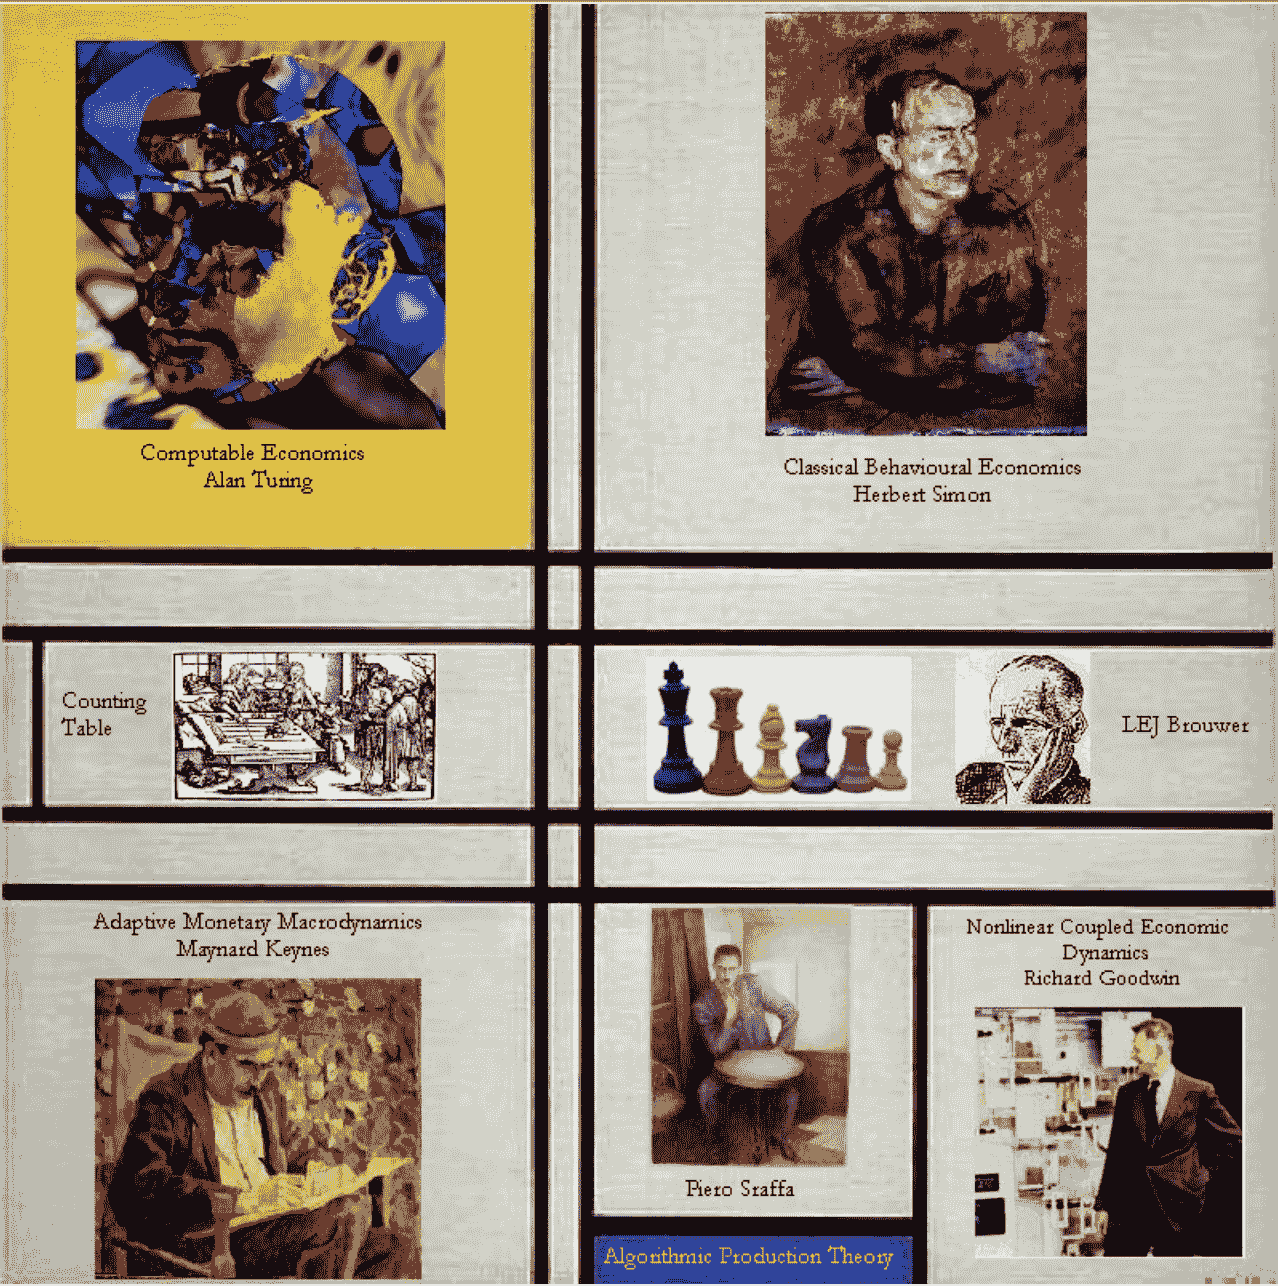 Computable Economics
Alan Turing
Classical Behavioural Economics
Herbert Simon
Counting
Table
LEJ Brouwer
Adaptive Monetary Macrodynamics
Maynard Keynes
Piero Sraffa
Algorithmic Production Theory
Nonlinear Coupled Economic
Dynamics
Richard Goodwin